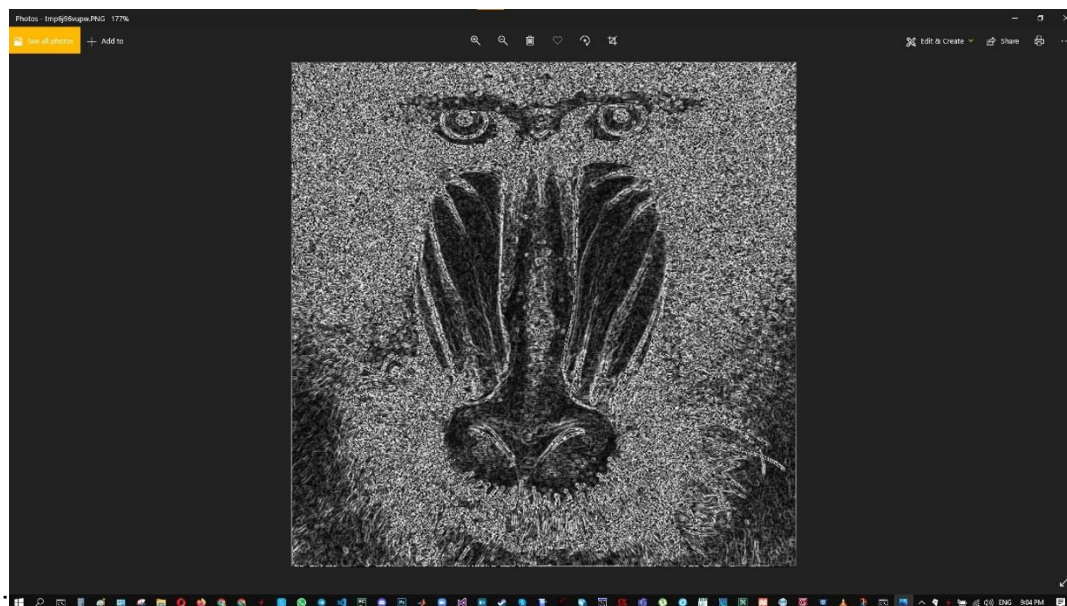 Photos - tmp6j96vupw.PNG 177%
See all photos
Add to
Edit & Create
Share
ENG
9:04 PM